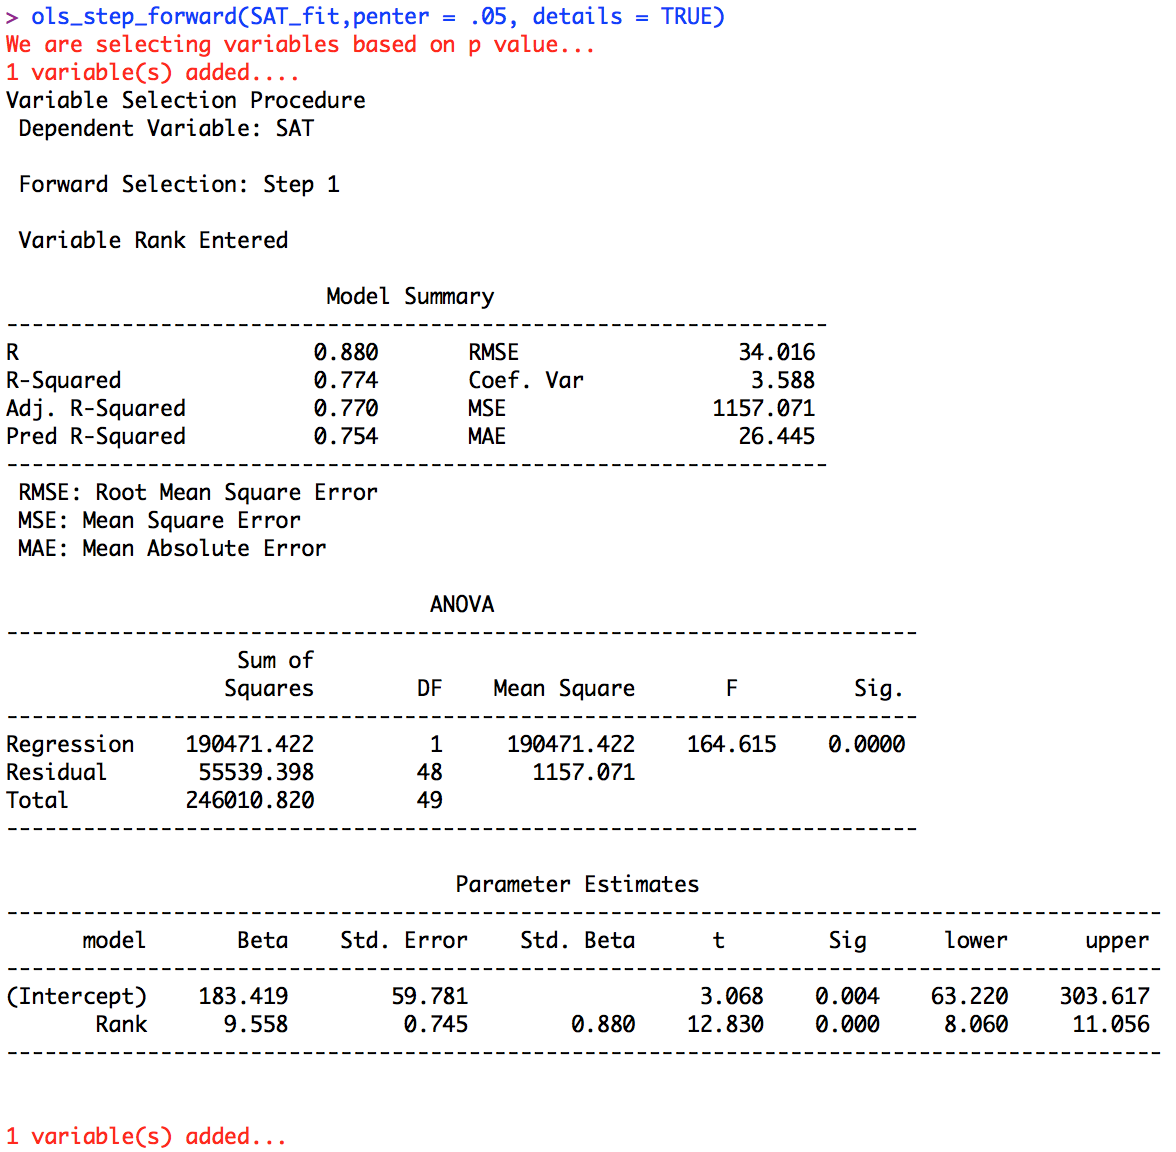 > ols_step_forward(SAT_fit,penter = .05, details = TRUE)
We are selecting variables based on p value...
1 variable(s) added....
Variable Selection Procedure
 Dependent Variable: SAT

 Forward Selection: Step 1

 Variable Rank Entered

                         Model Summary
----------------------------------------------------------------
R                       0.880       RMSE                 34.016
R-Squared               0.774       Coef. Var             3.588
Adj. R-Squared          0.770       MSE                1157.071
Pred R-Squared          0.754       MAE                  26.445
----------------------------------------------------------------
 RMSE: Root Mean Square Error
 MSE: Mean Square Error
 MAE: Mean Absolute Error

                                 ANOVA
-----------------------------------------------------------------------
                  Sum of
                 Squares        DF    Mean Square       F         Sig.
-----------------------------------------------------------------------
Regression    190471.422         1     190471.422    164.615    0.0000
Residual       55539.398        48       1157.071
Total         246010.820        49
-----------------------------------------------------------------------

                                   Parameter Estimates
------------------------------------------------------------------------------------------
      model       Beta    Std. Error    Std. Beta      t        Sig      lower      upper
------------------------------------------------------------------------------------------
(Intercept)    183.419        59.781                  3.068    0.004    63.220    303.617
       Rank      9.558         0.745        0.880    12.830    0.000     8.060     11.056
------------------------------------------------------------------------------------------

1 variable(s) added...